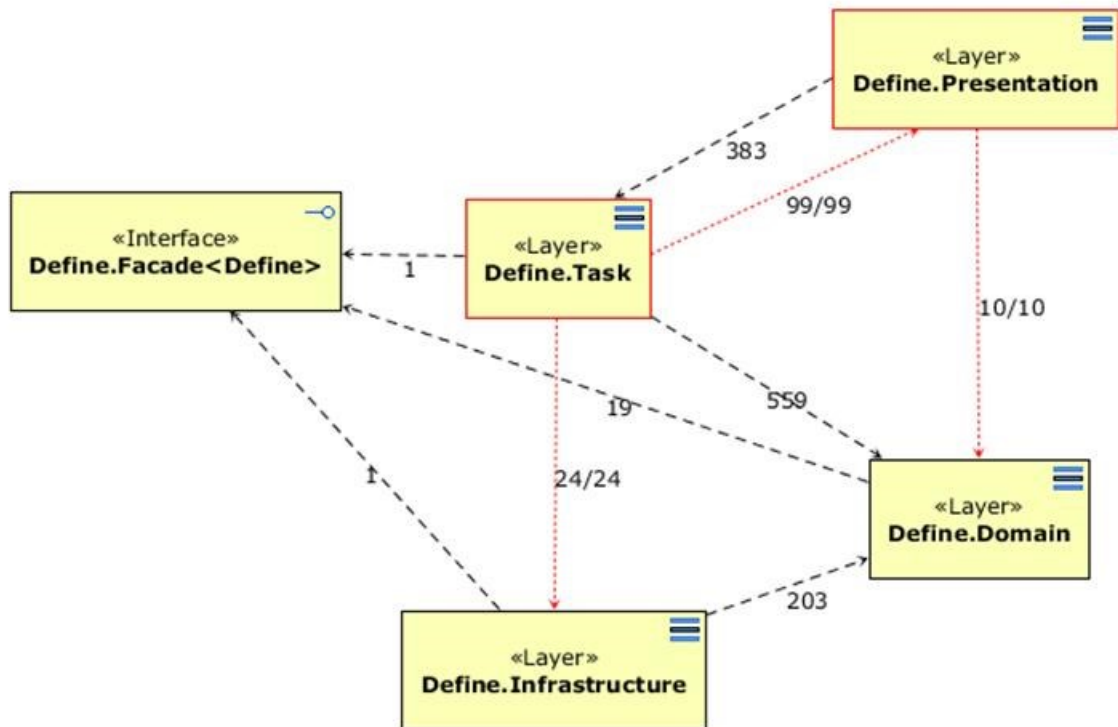 «Layer»
Define.Presentation
383
99/99
«Interface»
Define.Facade<Define>
1
«Layer»
Define.Task
10/10
19
559
1
24/24
«Layer»
Define.Domain
203
«Layer»
Define.Infrastructure